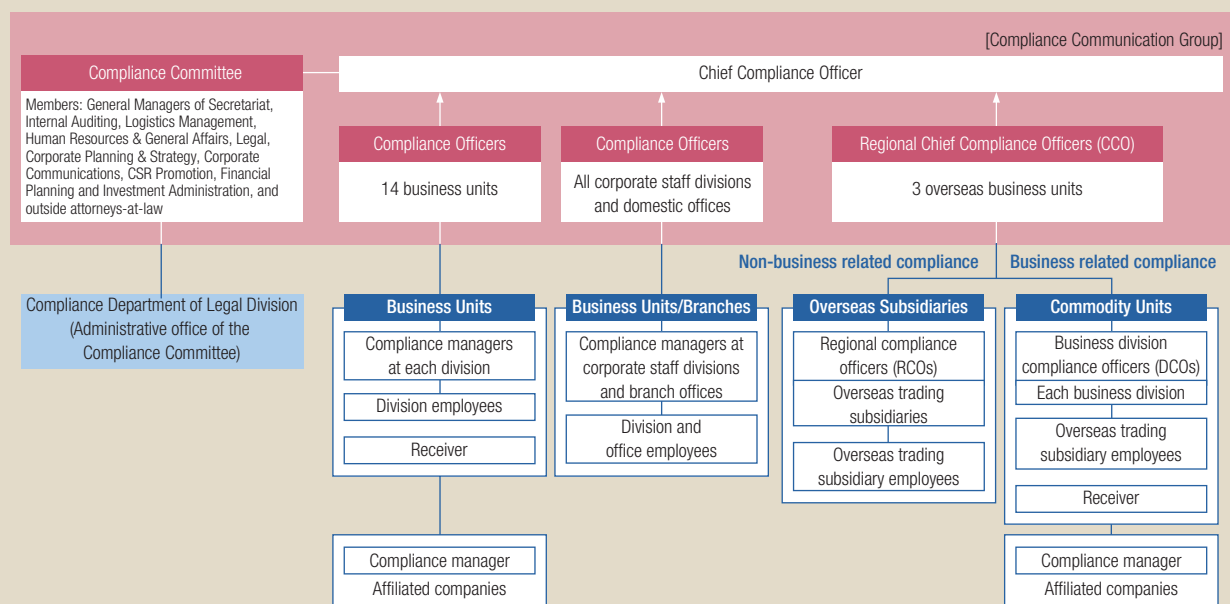 [Compliance Communication Group]
Compliance Committee
Members: General Managers of Secretariat,
Internal Auditing, Logistics Management,
Human Resources & General Affairs, Legal,
Corporate Planning & Strategy, Corporate
Communications, CSR Promotion, Financial
Planning and Investment Administration, and
outside attorneys-at-law
Chief Compliance Officer
Compliance Officers
14 business units
Compliance Officers
All corporate staff divisions
and domestic offices
Regional Chief Compliance Officers (CCO)
3 overseas business units
Non-business related compliance
Business related compliance
Compliance Department of Legal Division
(Administrative office of the
Compliance Committee)
Business Units
Compliance managers
at each division
Division employees
Receiver
Compliance manager
Affiliated companies
Business Units/Branches
Compliance managers at
corporate staff divisions
and branch offices
Division and
office employees
Overseas Subsidiaries
Regional compliance
officers (RCOs)
Overseas trading
subsidiaries
Overseas trading
subsidiary employees
Commodity Units
Business division
compliance officers (DCOs)
Each business division
Overseas trading
subsidiary employees
Receiver
Compliance manager
Affiliated companies